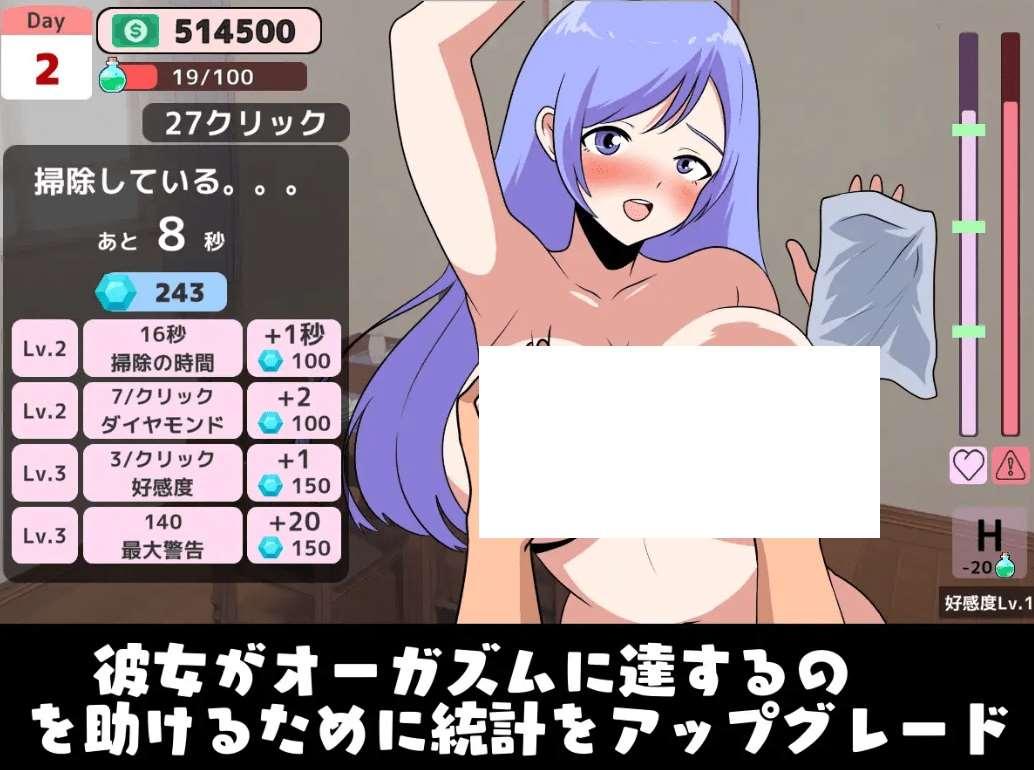 Day
2
514500
19/100
27クリック
掃除している。。。
あと 8 秒
243
Lv.2
16秒
掃除の時間
+1秒
100
Lv.2
7/クリック
ダイヤモンド
+2
100
Lv.3
3/クリック
好感度
+1
150
Lv.3
140
最大警告
+20
150
H
-20
好感度Lv.1
彼女がオーガズムに達するの
を助けるために統計をアップグレード